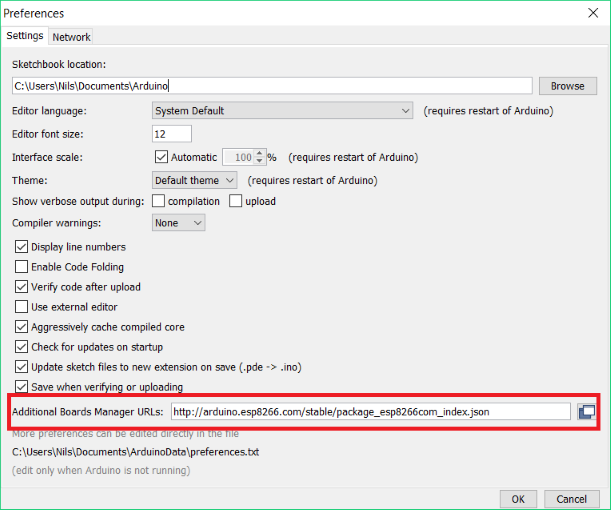 Preferences
Settings Network
Sketchbook location:
C:\Users\Nils\Documents\Arduino Browse
Editor language: System Default (requires restart of Arduino)
Editor font size: 12
Interface scale: Automatic 100 % (requires restart of Arduino)
Theme: Default theme (requires restart of Arduino)
Show verbose output during: compilation upload
Compiler warnings: None
Display line numbers
Enable Code Folding
Verify code after upload
Use external editor
Aggressively cache compiled core
Check for updates on startup
Update sketch files to new extension on save (.pde -> .ino)
Save when verifying or uploading
Additional Boards Manager URLs: http://arduino.esp8266.com/stable/package_esp8266com_index.json
More preferences can be edited directly in the file
C:\Users\Nils\Documents\ArduinoData\preferences.txt
(edit only when Arduino is not running)
OK Cancel